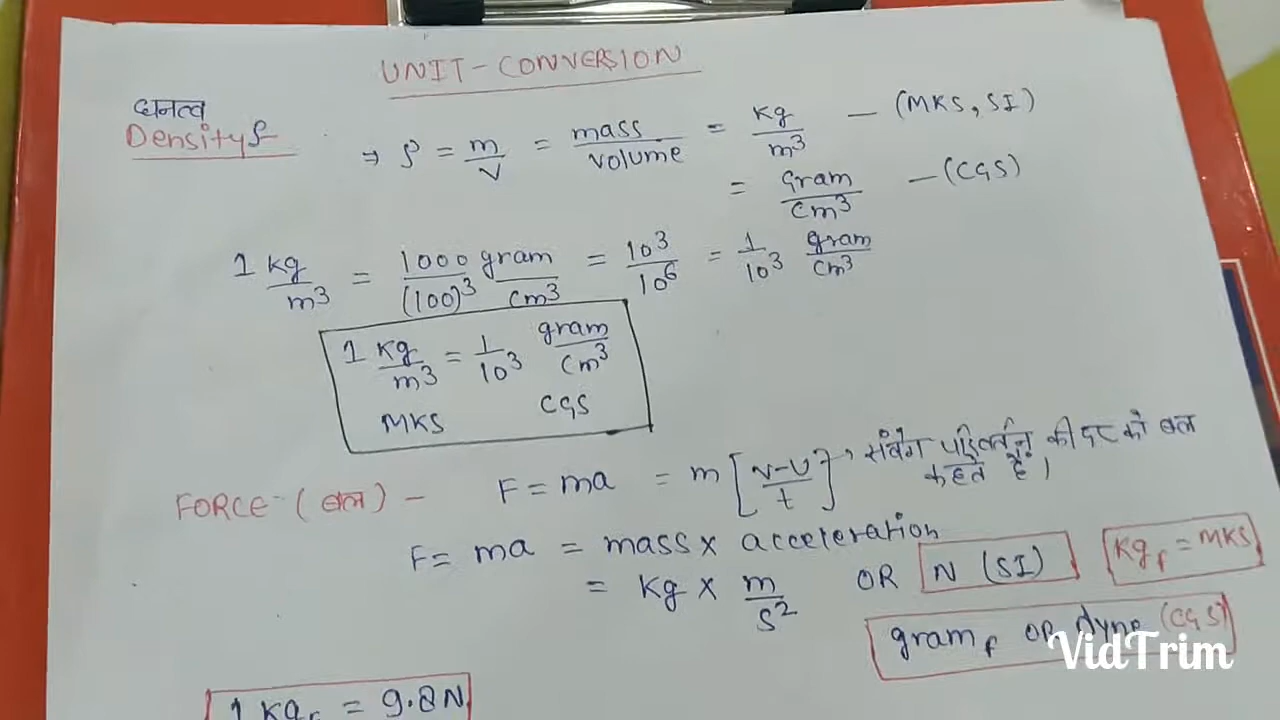 UNIT-CONVERSION
घनत्व
Density ρ
⇒ ρ = m/v = mass/volume = kg/m³ — (MKS, SI)
= Gram/cm³ — (CGS)
1 kg/m³ = 1000 gram/(100)³ cm³ = 10³/10⁶ = 1/10³ gram/cm³
1 kg/m³ = 1/10³ gram/cm³
MKS CGS
FORCE - (बल) - F = ma = m[v-u/t], संवेग परिवर्तन की दर को बल
कहते हैं।
F = ma = mass × acceleration
= kg × m/s² OR N (SI) Kgf = MKS
gramf OR dyne (CGS)
VidTrim
1 kgf = 9.8N